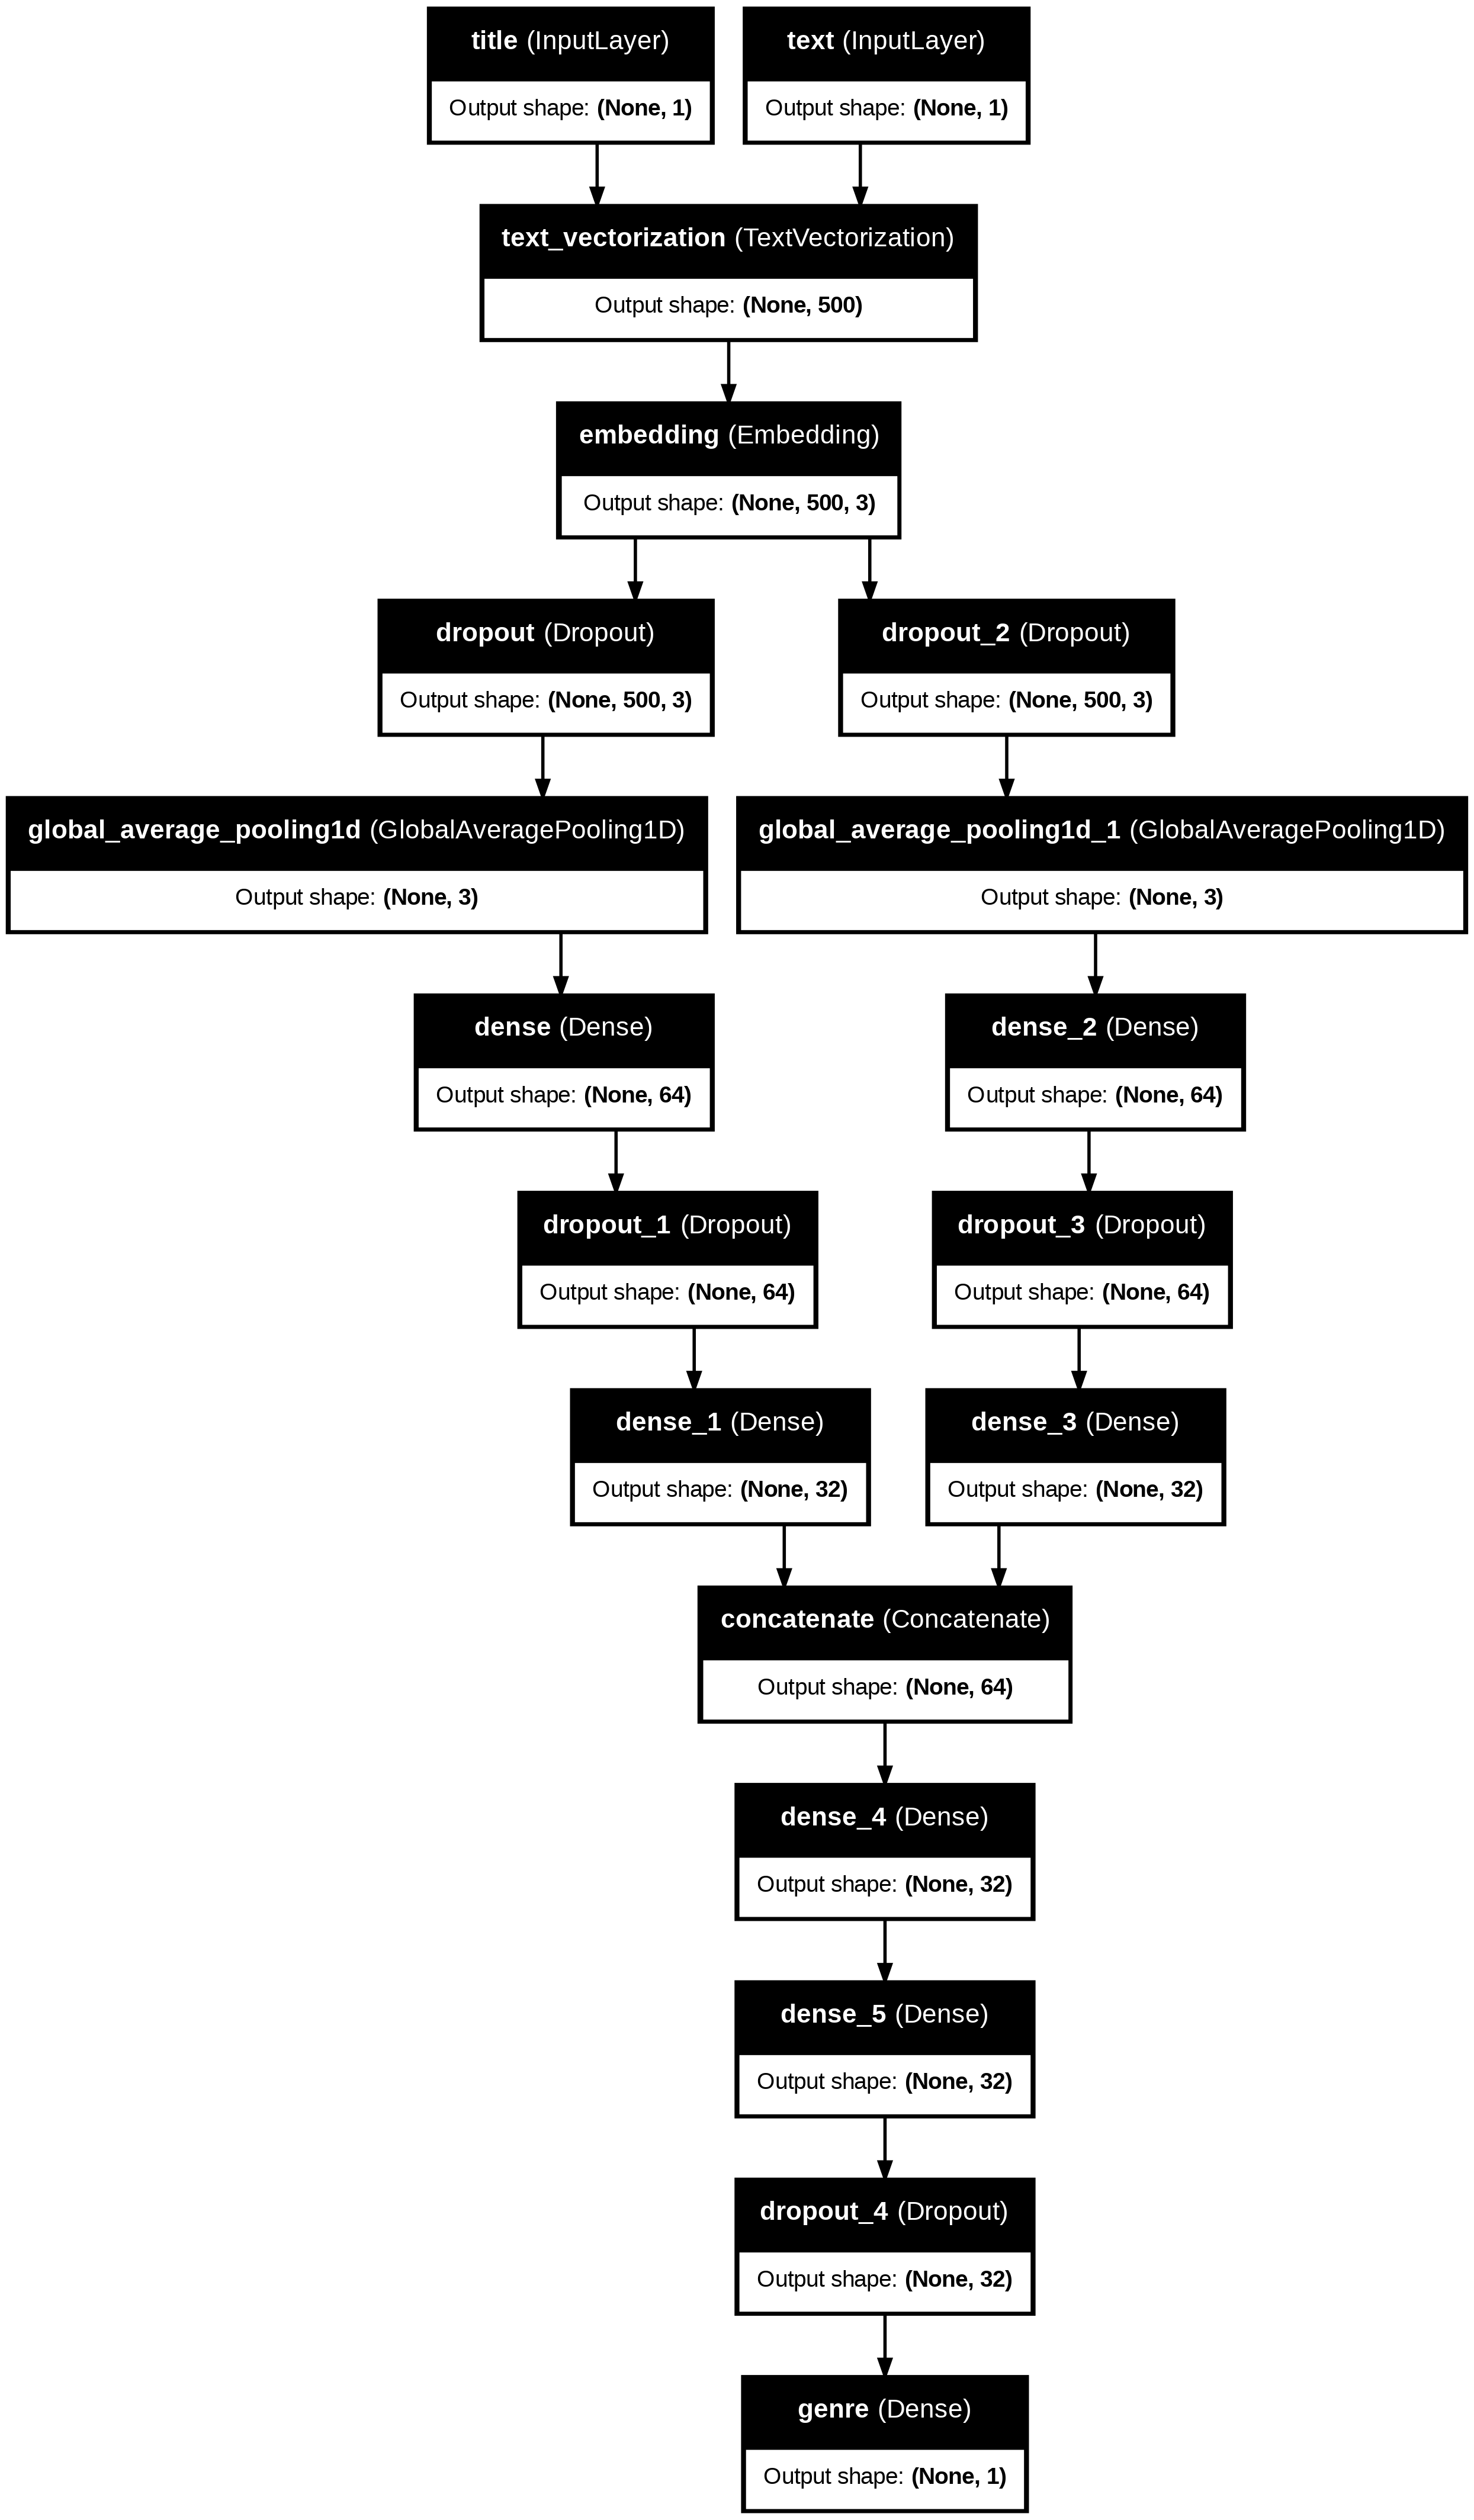 title (InputLayer)
Output shape: (None, 1)
text (InputLayer)
Output shape: (None, 1)
text_vectorization (TextVectorization)
Output shape: (None, 500)
embedding (Embedding)
Output shape: (None, 500, 3)
dropout (Dropout)
Output shape: (None, 500, 3)
dropout_2 (Dropout)
Output shape: (None, 500, 3)
global_average_pooling1d (GlobalAveragePooling1D)
Output shape: (None, 3)
global_average_pooling1d_1 (GlobalAveragePooling1D)
Output shape: (None, 3)
dense (Dense)
Output shape: (None, 64)
dense_2 (Dense)
Output shape: (None, 64)
dropout_1 (Dropout)
Output shape: (None, 64)
dropout_3 (Dropout)
Output shape: (None, 64)
dense_1 (Dense)
Output shape: (None, 32)
dense_3 (Dense)
Output shape: (None, 32)
concatenate (Concatenate)
Output shape: (None, 64)
dense_4 (Dense)
Output shape: (None, 32)
dense_5 (Dense)
Output shape: (None, 32)
dropout_4 (Dropout)
Output shape: (None, 32)
genre (Dense)
Output shape: (None, 1)